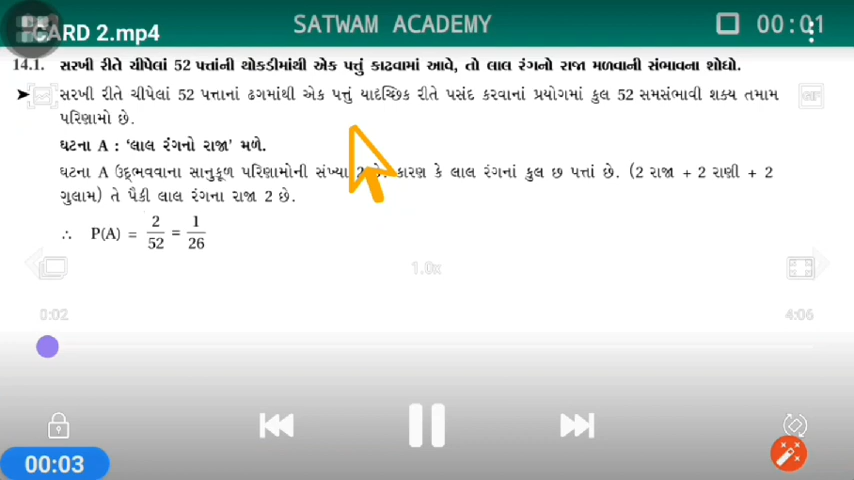 SATWAM ACADEMY
00:01
CARD 2.mp4
14.1. સરખી રીતે ચીપેલાં 52 પત્તાંની થોકડીમાંથી એક પત્તું કાઢવામાં આવે, તો લાલ રંગનો રાજા મળવાની સંભાવના શોધો.
➤ સરખી રીતે ચીપેલાં 52 પત્તાનાં ઢગમાંથી એક પત્તું યાદચ્છિક રીતે પસંદ કરવાનાં પ્રયોગમાં કુલ 52 સમસંભાવી શક્ય તમામ
પરિણામો છે.
ઘટના A : ‘લાલ રંગનો રાજા’ મળે.
ઘટના A ઉદ્ભવવાના સાનુકૂળ પરિણામોની સંખ્યા 2 છે. કારણ કે લાલ રંગનાં કુલ છ પત્તાં છે. (2 રાજા + 2 રાણી + 2
ગુલામ) તે પૈકી લાલ રંગના રાજા 2 છે.
∴ P(A) = 2/52 = 1/26
1.0x
0:02
4:06
00:03